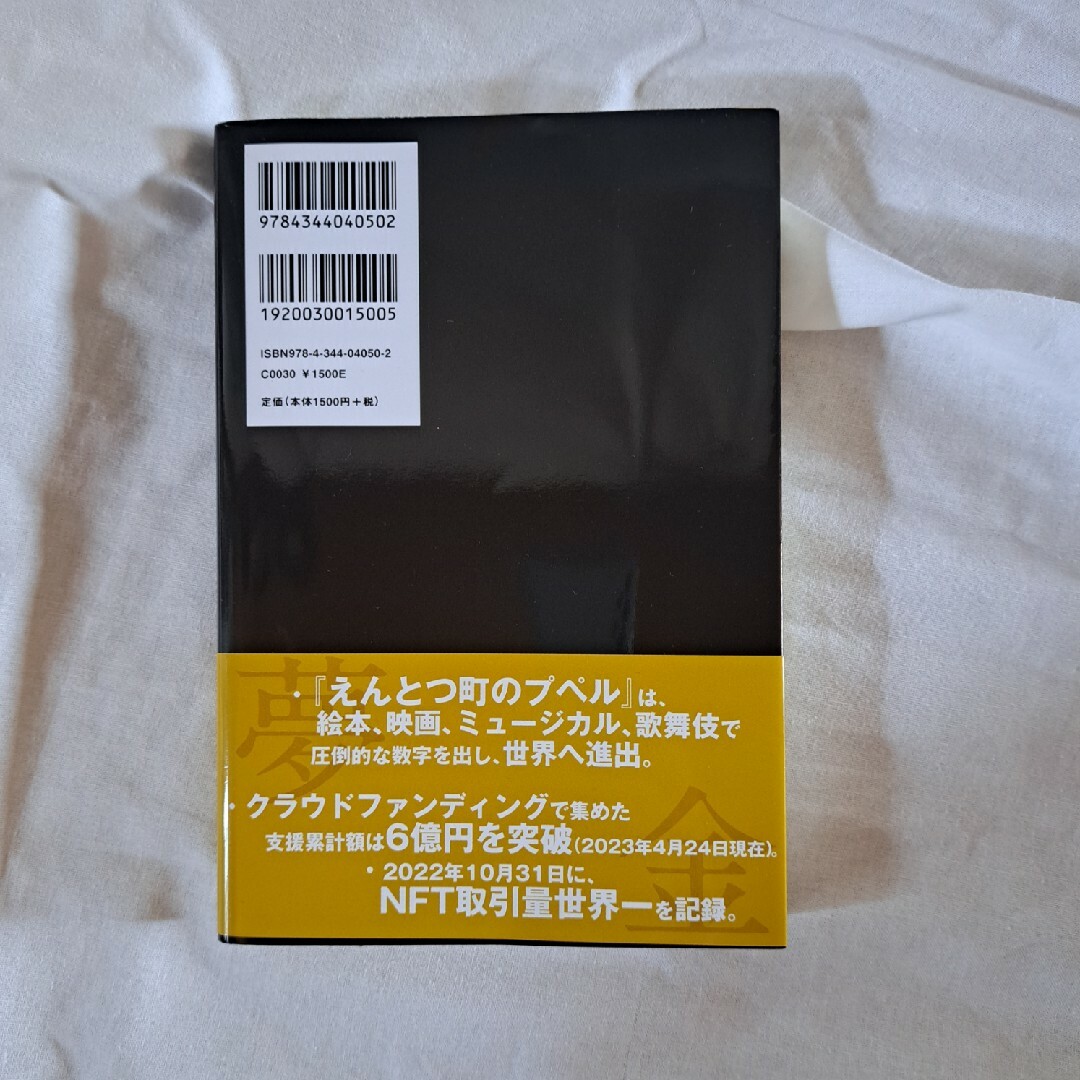 9784344040502
1920030015005
ISBN978-4-344-04050-2
C0030 ¥1500E
定価(本体1500円+税)
夢
・『えんとつ町のプペル』は、
絵本、映画、ミュージカル、歌舞伎で
圧倒的な数字を出し、世界へ進出。
・クラウドファンディングで集めた
支援累計額は6億円を突破(2023年4月24日現在)。
・2022年10月31日に、
NFT取引量世界一を記録。
金